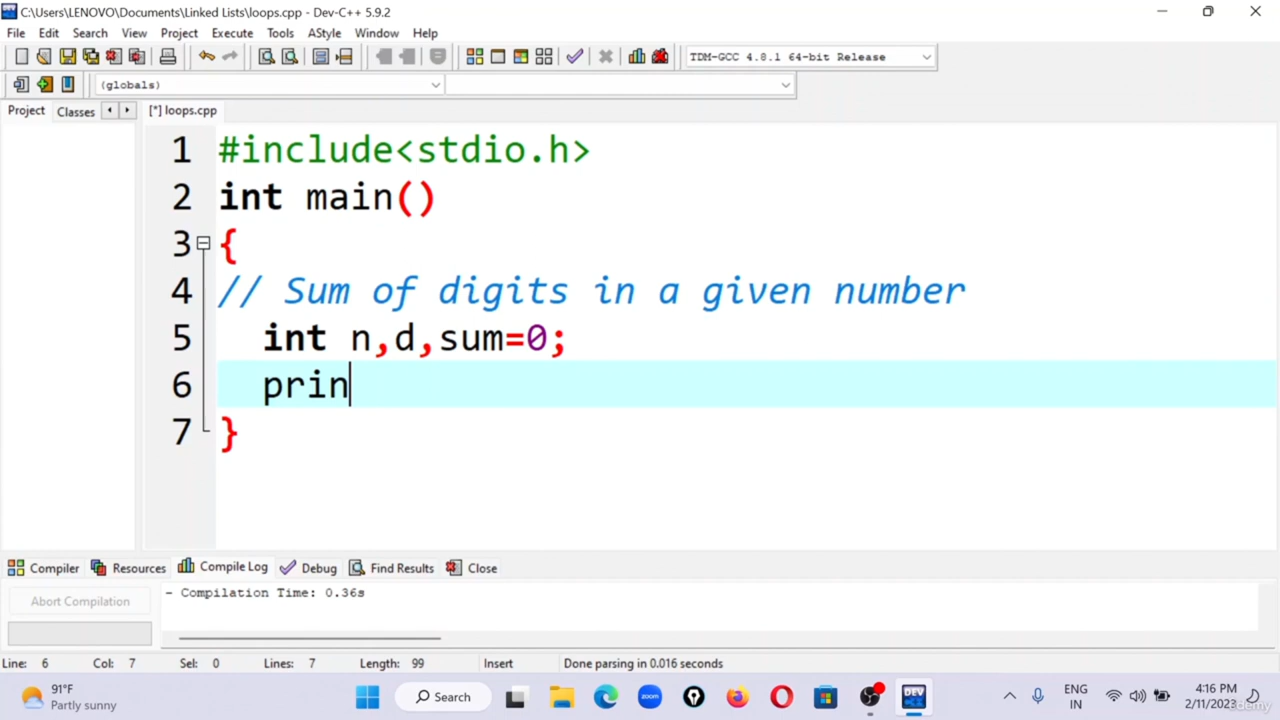 C:\Users\LENOVO\Documents\Linked Lists\loops.cpp - Dev-C++ 5.9.2
File Edit Search View Project Execute Tools AStyle Window Help
TDM-GCC 4.8.1 64-bit Release
(globals)
Project Classes [*] loops.cpp
1 #include<stdio.h>
2 int main()
3 {
4 // Sum of digits in a given number
5 int n,d,sum=0;
6 prin
7 }
Compiler Resources Compile Log Debug Find Results Close
Abort Compilation
- Compilation Time: 0.36s
Line: 6 Col: 7 Sel: 0 Lines: 7 Length: 99 Insert Done parsing in 0.016 seconds
91°F
Partly sunny
Search
zoom
DEV
ENG
IN
4:16 PM
2/11/2023
Udemy